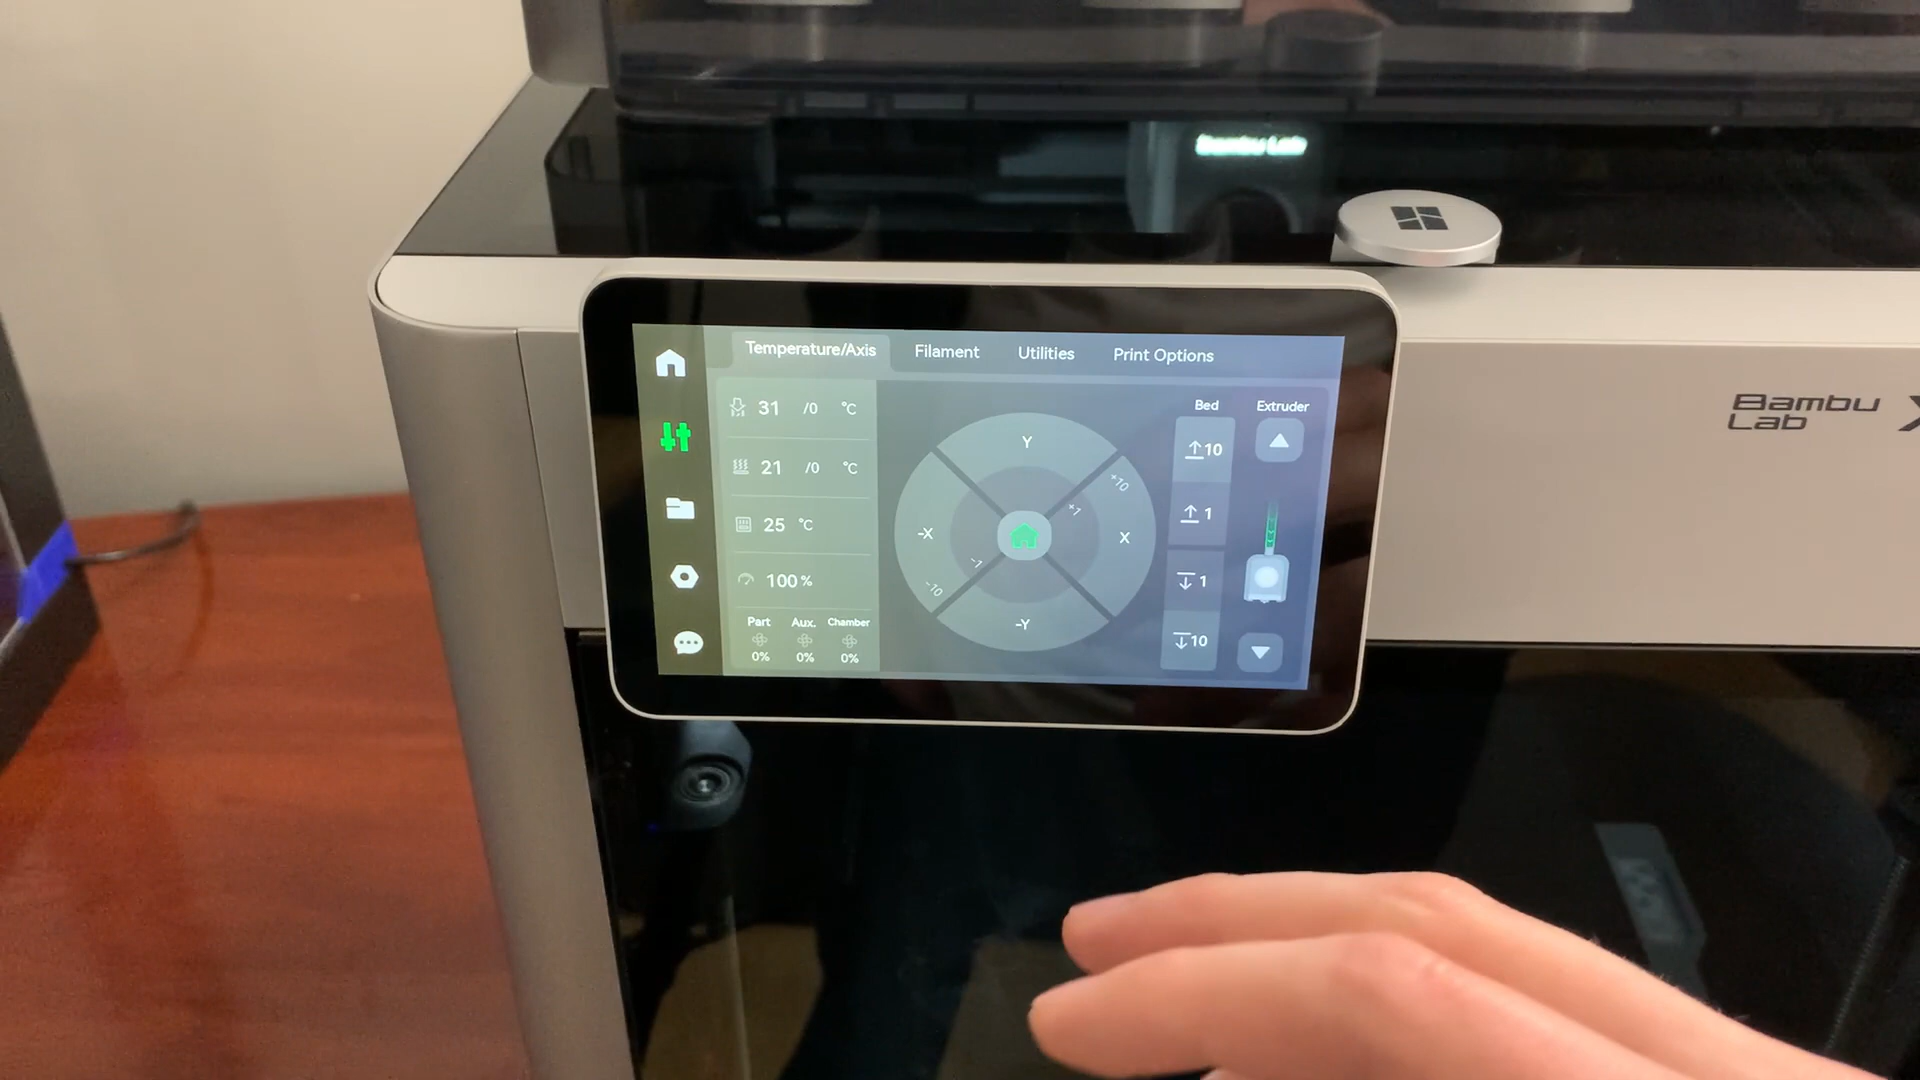 Bambu Lab
Bambu
Lab
Temperature/Axis Filament Utilities Print Options
31 /0 °C
21 /0 °C
25 °C
100%
Part Aux. Chamber
0% 0% 0%
Y
+10
+1
-X X
-1
-10
-Y
Bed
10
1
1
10
Extruder